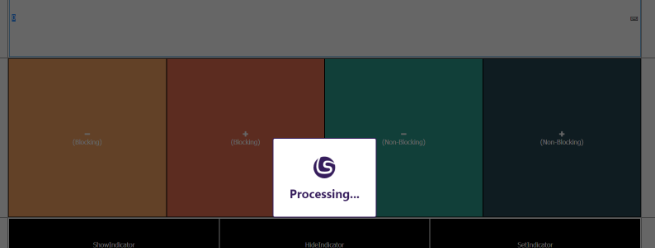 − + − +
(Blocking) (Blocking) (Non-Blocking) (Non-Blocking)
Processing...
ShowIndicator HideIndicator SetIndicator